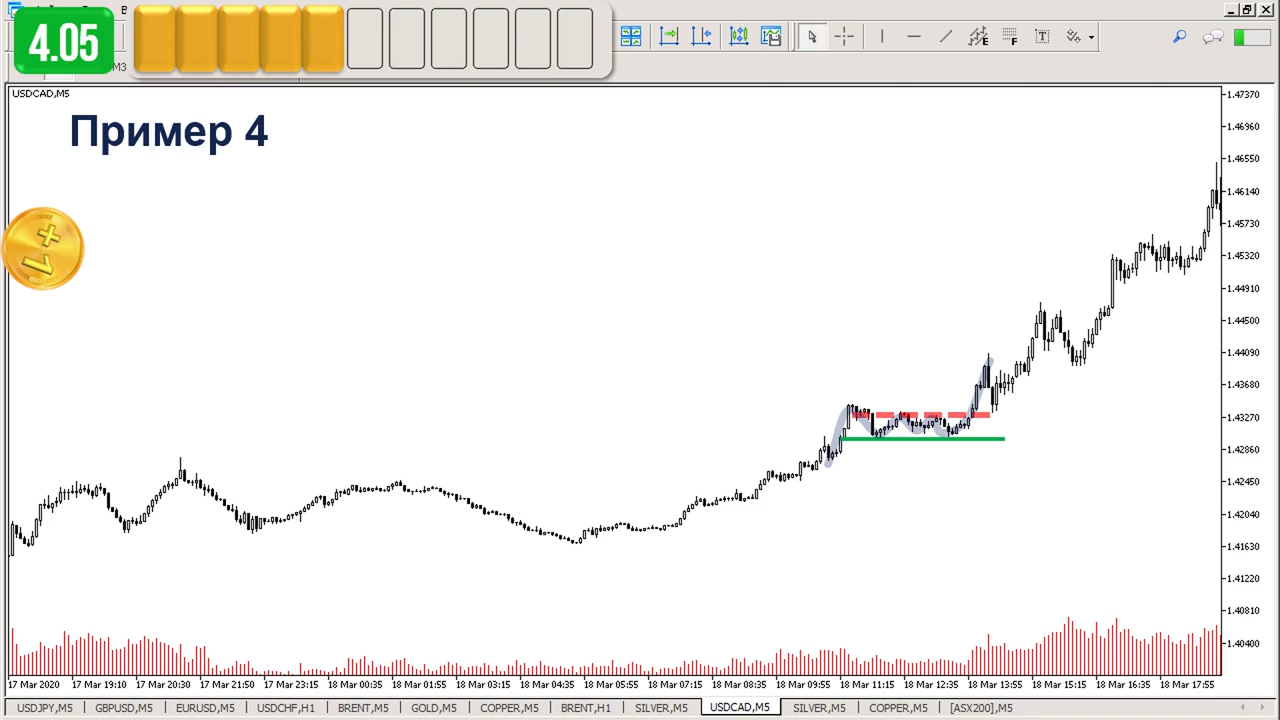 4.05
M3
USDCAD,M5
Пример 4
+1
E
F
T
1.47370
1.46960
1.46550
1.46140
1.45730
1.45320
1.44910
1.44500
1.44090
1.43680
1.43270
1.42860
1.42450
1.42040
1.41630
1.41220
1.40810
1.40400
17 Mar 2020 17 Mar 19:10 17 Mar 20:30 17 Mar 21:50 17 Mar 23:15 18 Mar 00:35 18 Mar 01:55 18 Mar 03:15 18 Mar 04:35 18 Mar 05:55 18 Mar 07:15 18 Mar 08:35 18 Mar 09:55 18 Mar 11:15 18 Mar 12:35 18 Mar 13:55 18 Mar 15:15 18 Mar 16:35 18 Mar 17:55
USDJPY,M5 GBPUSD,M5 EURUSD,M5 USDCHF,H1 BRENT,M5 GOLD,M5 COPPER,M5 BRENT,H1 SILVER,M5 USDCAD,M5 SILVER,M5 COPPER,M5 [ASX200],M5